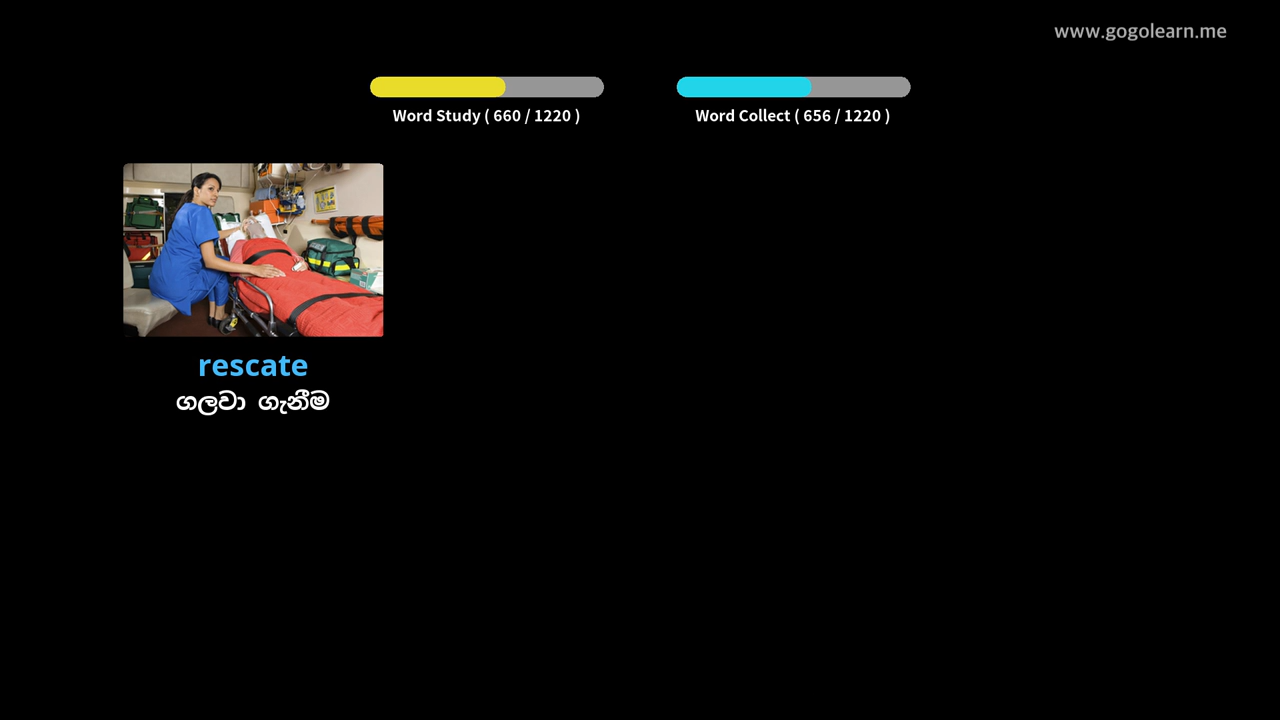 www.gogolearn.me
Word Study ( 660 / 1220 )
Word Collect ( 656 / 1220 )
rescate
ගලවා ගැනීම